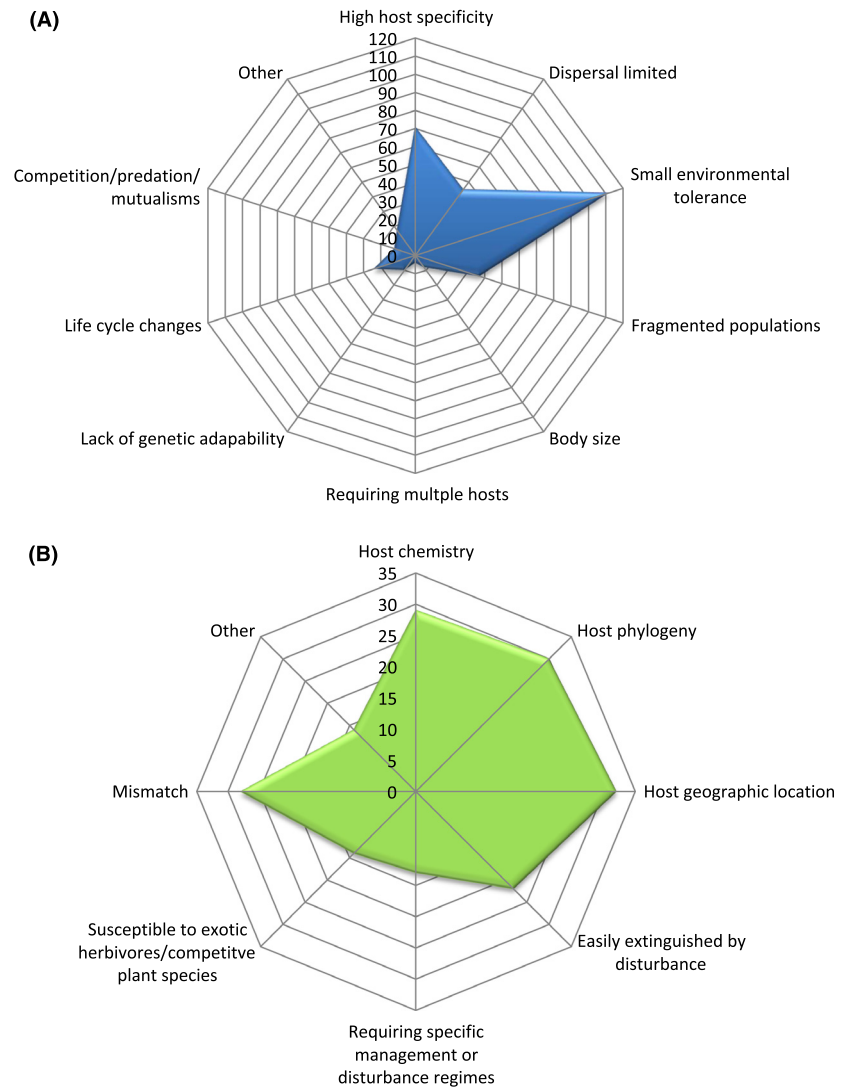 (A)
High host specificity
120
110
100
90
80
70
60
50
40
30
20
10
0
Other
Dispersal limited
Competition/predation/
mutualisms
Small environmental
tolerance
Life cycle changes
Fragmented populations
Lack of genetic adapability
Body size
Requiring multple hosts
(B)
Host chemistry
35
30
25
20
15
10
5
0
Other
Host phylogeny
Mismatch
Host geographic location
Susceptible to exotic
herbivores/competitve
plant species
Easily extinguished by
disturbance
Requiring specific
management or
disturbance regimes